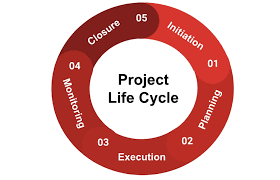 Project
Life Cycle
Initiation
01
Planning
02
Execution
03
Monitoring
04
Closure
05